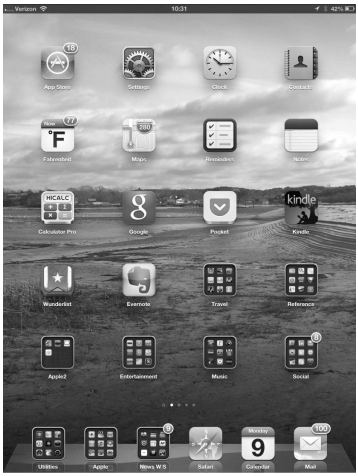 Verizon 10:31 42%
18
App Store Settings Clock Contacts
Now 77 °F 280
Fahrenheit Maps Reminders Notes
HICALC + kindle
Calculator Pro Google Pocket Kindle
Wunderlist Evernote Travel Reference
8
Apple2 Entertainment Music Social
9 Monday 9 100
Utilities Apple News W S Safari Calendar Mail